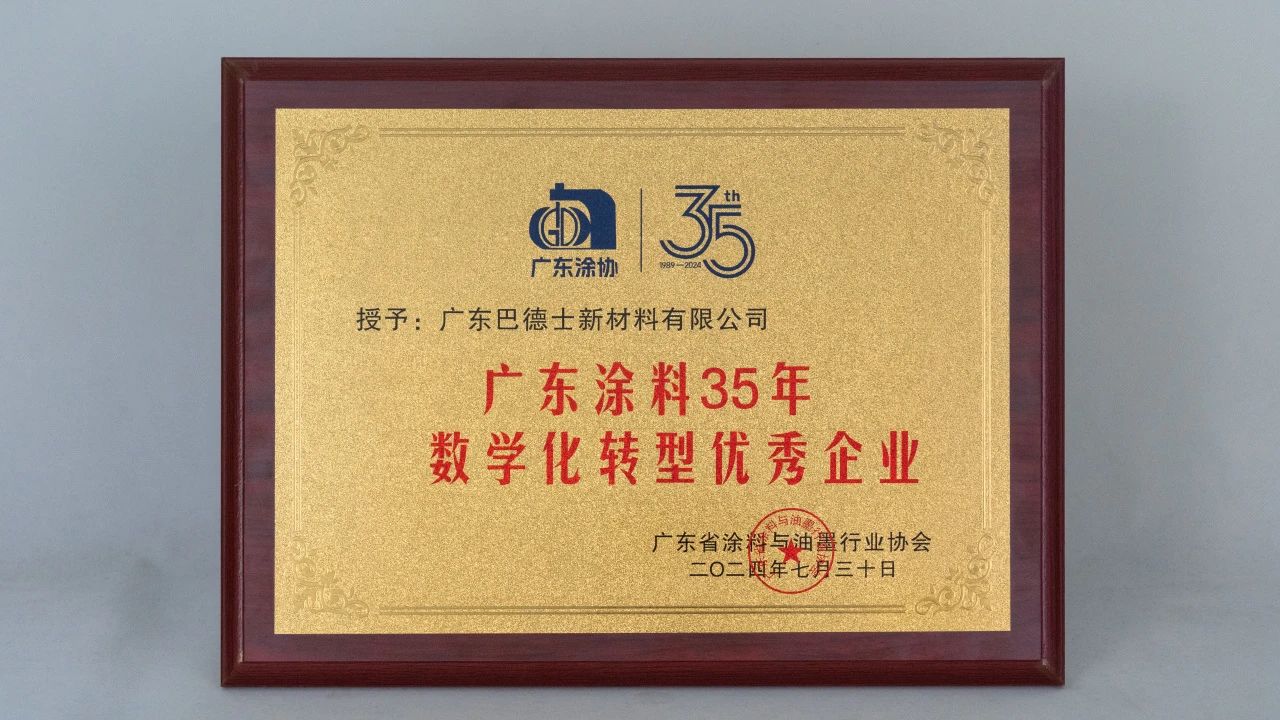 GD
广东涂协
35th
1989—2024
授予：广东巴德士新材料有限公司
广东涂料35年
数学化转型优秀企业
广东省涂料与油墨行业协会
二〇二四年七月三十日